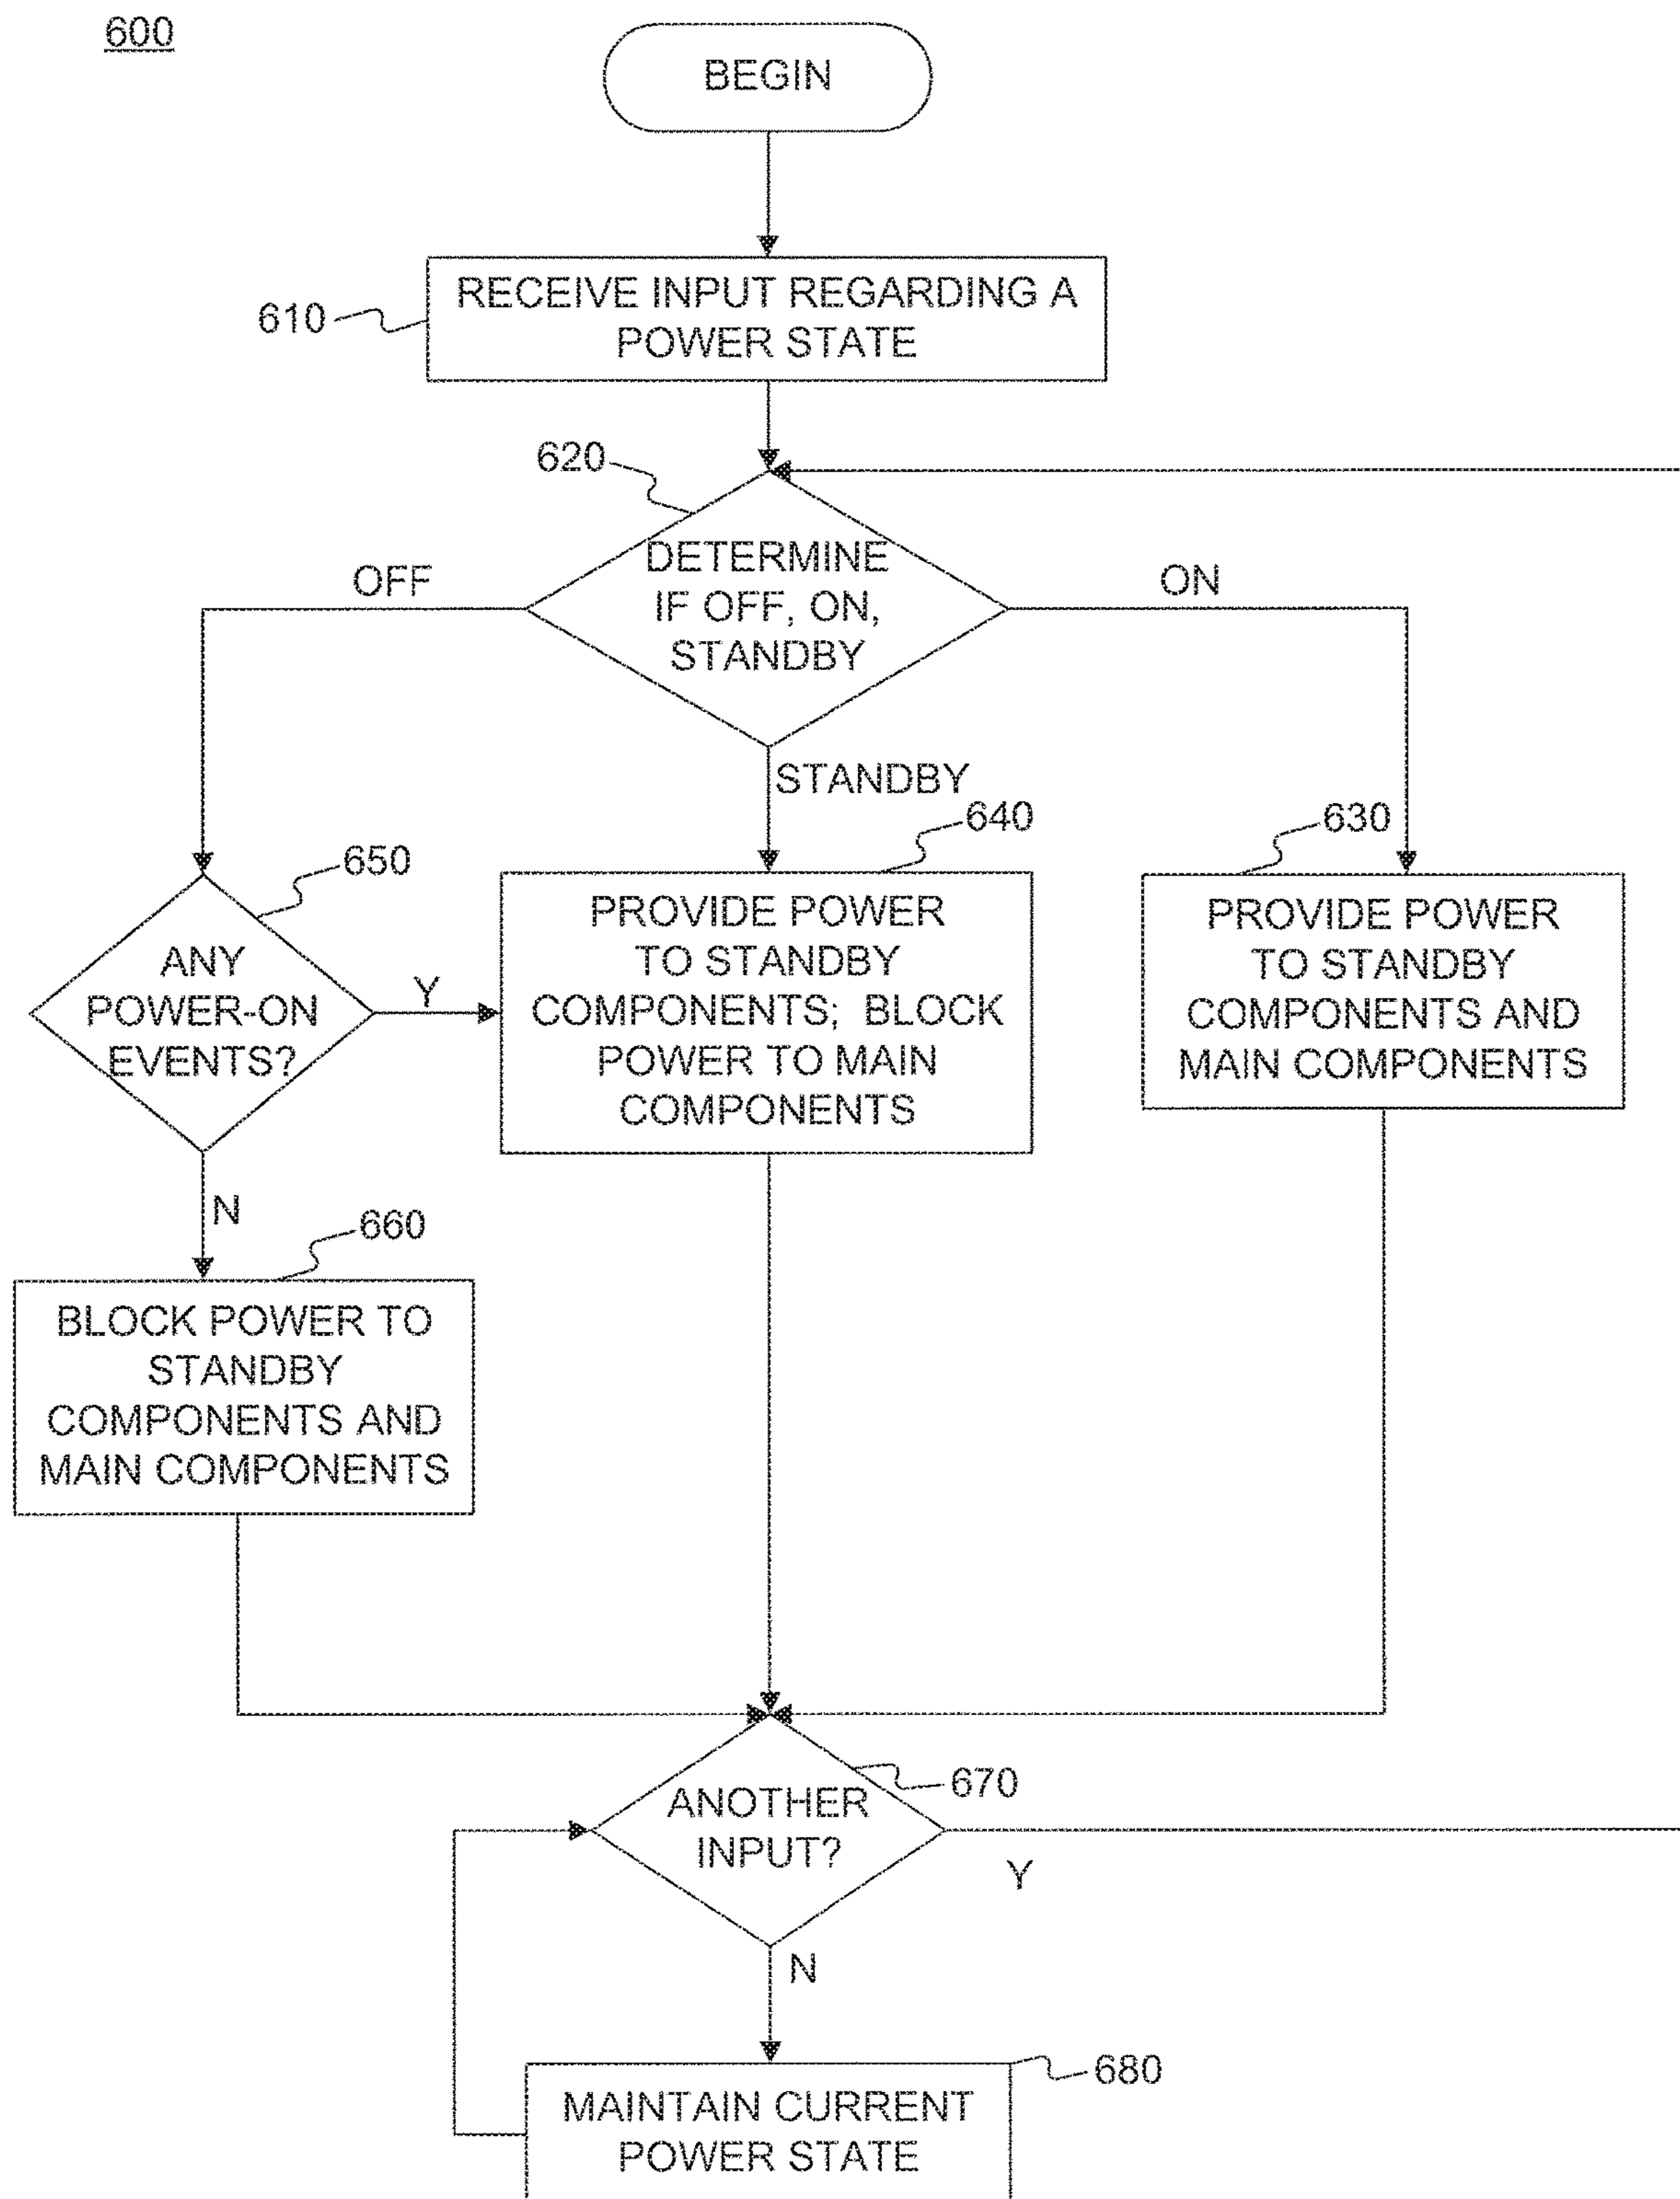 600
BEGIN
RECEIVE INPUT REGARDING A
POWER STATE
610
620
DETERMINE
IF OFF, ON,
STANDBY
OFF
ON
STANDBY
650
640
630
ANY
POWER-ON
EVENTS?
Y
PROVIDE POWER
TO STANDBY
COMPONENTS; BLOCK
POWER TO MAIN
COMPONENTS
PROVIDE POWER
TO STANDBY
COMPONENTS AND
MAIN COMPONENTS
N
660
BLOCK POWER TO
STANDBY
COMPONENTS AND
MAIN COMPONENTS
670
ANOTHER
INPUT?
Y
N
680
MAINTAIN CURRENT
POWER STATE